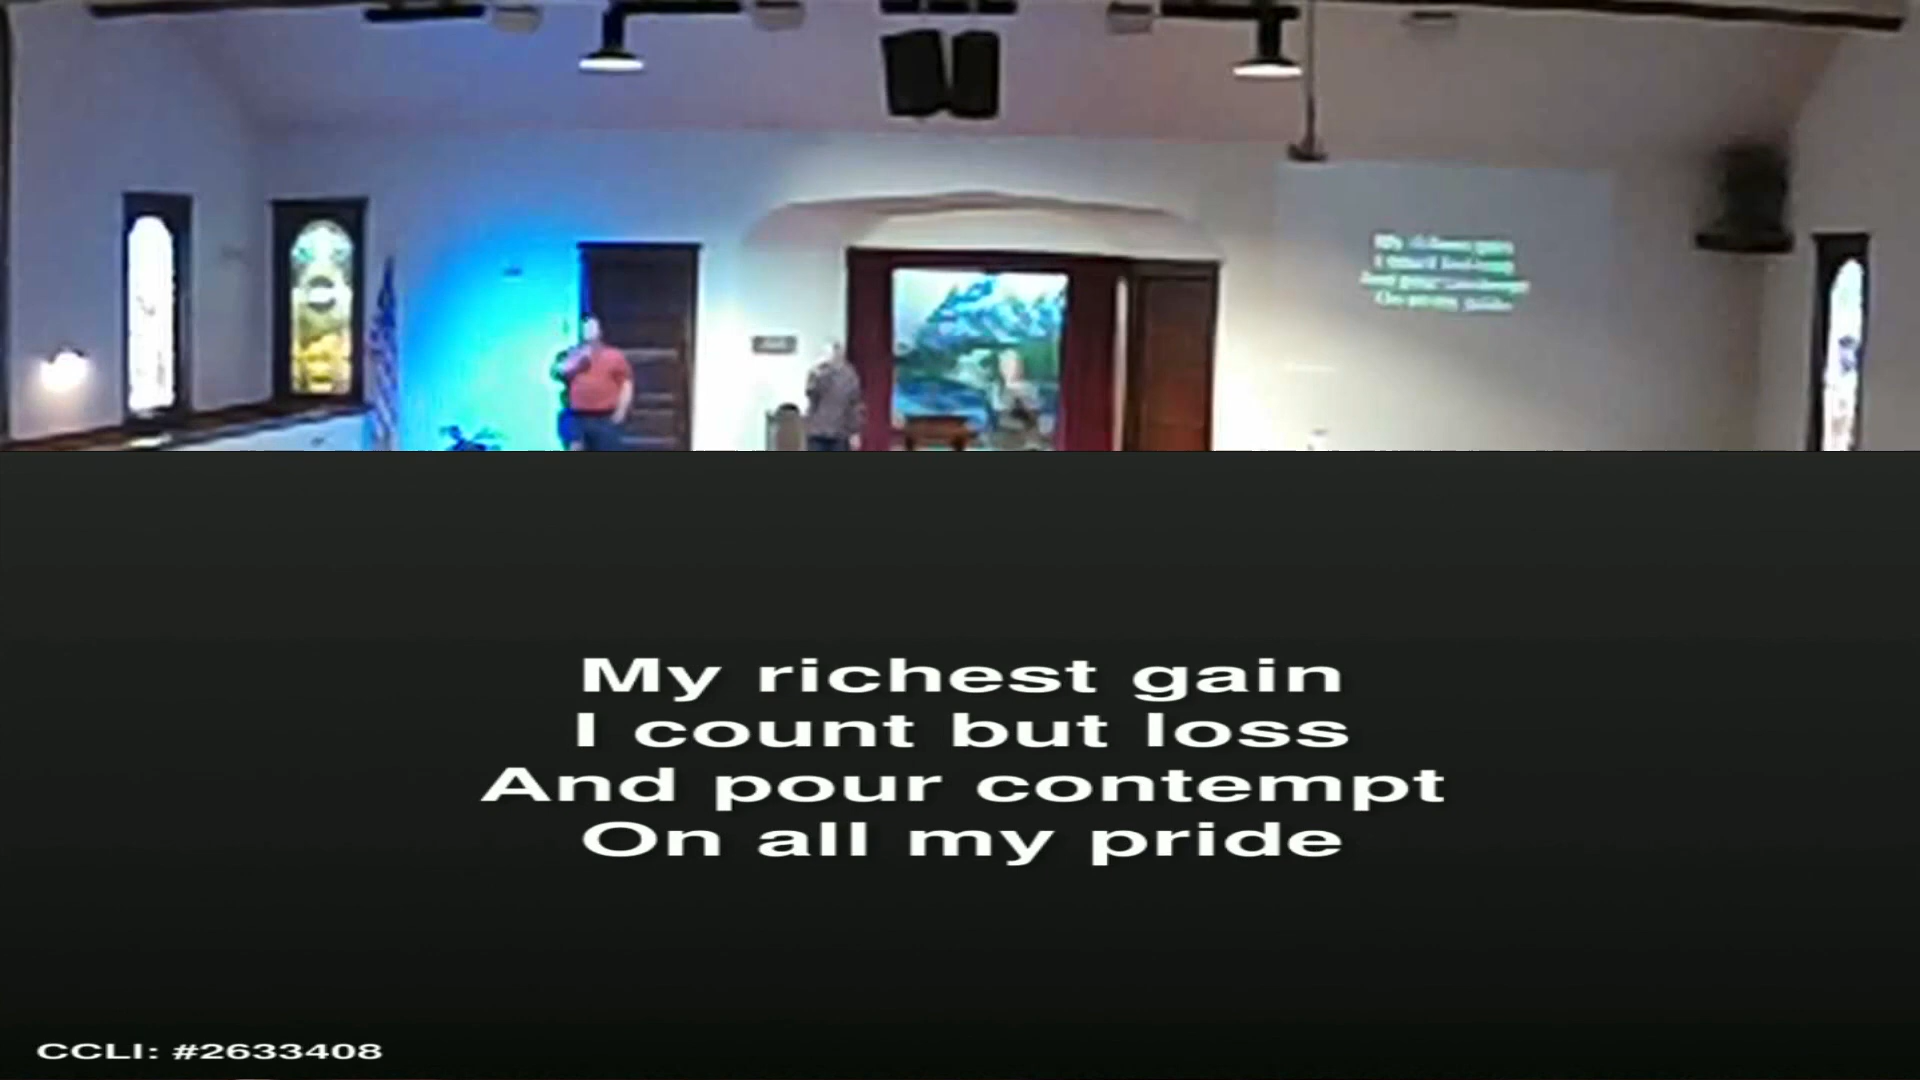 My richest gain
I count but loss
And pour contempt
On all my pride
CCLI: #2633408